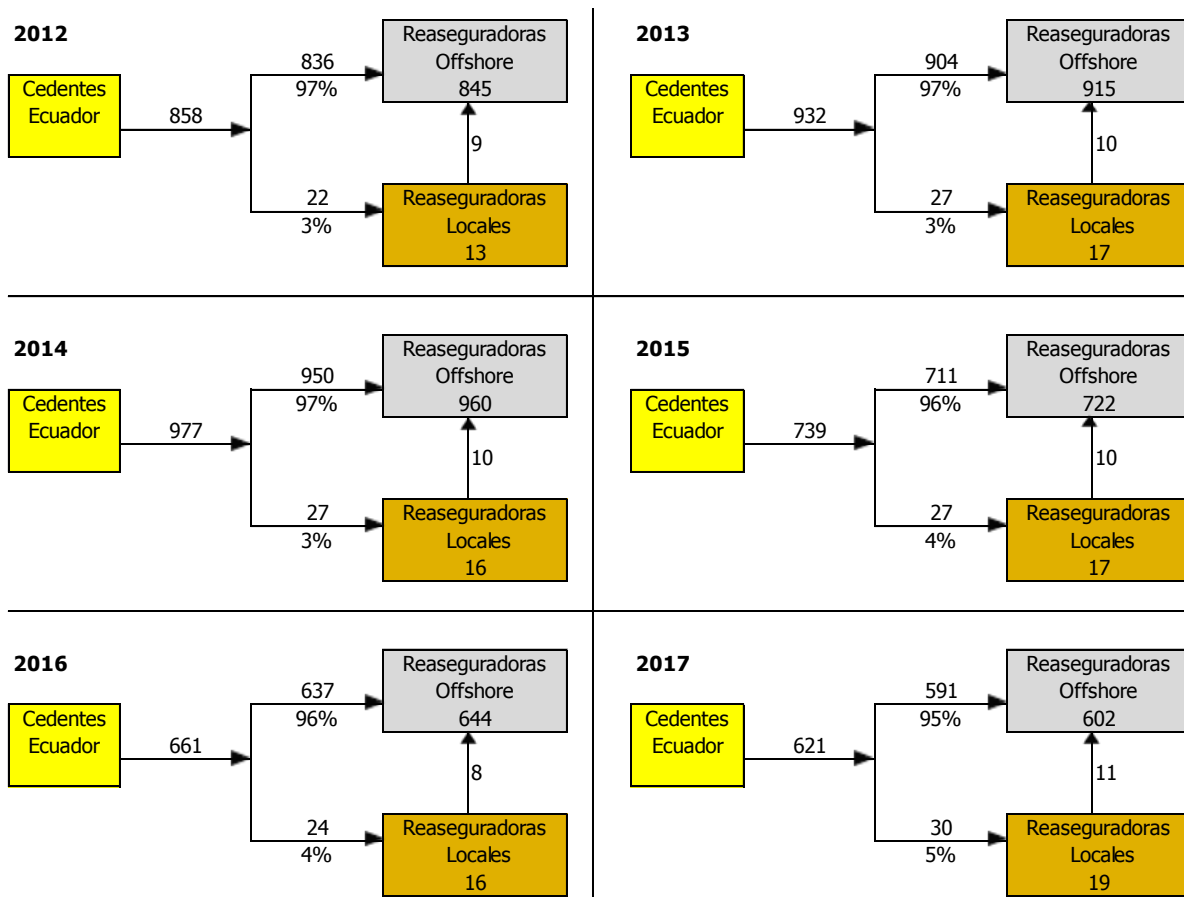 2012
Cedentes
Ecuador
858
836
97%
Reaseguradoras
Offshore
845
9
22
3%
Reaseguradoras
Locales
13
2013
Cedentes
Ecuador
932
904
97%
Reaseguradoras
Offshore
915
10
27
3%
Reaseguradoras
Locales
17
2014
Cedentes
Ecuador
977
950
97%
Reaseguradoras
Offshore
960
10
27
3%
Reaseguradoras
Locales
16
2015
Cedentes
Ecuador
739
711
96%
Reaseguradoras
Offshore
722
10
27
4%
Reaseguradoras
Locales
17
2016
Cedentes
Ecuador
661
637
96%
Reaseguradoras
Offshore
644
8
24
4%
Reaseguradoras
Locales
16
2017
Cedentes
Ecuador
621
591
95%
Reaseguradoras
Offshore
602
11
30
5%
Reaseguradoras
Locales
19